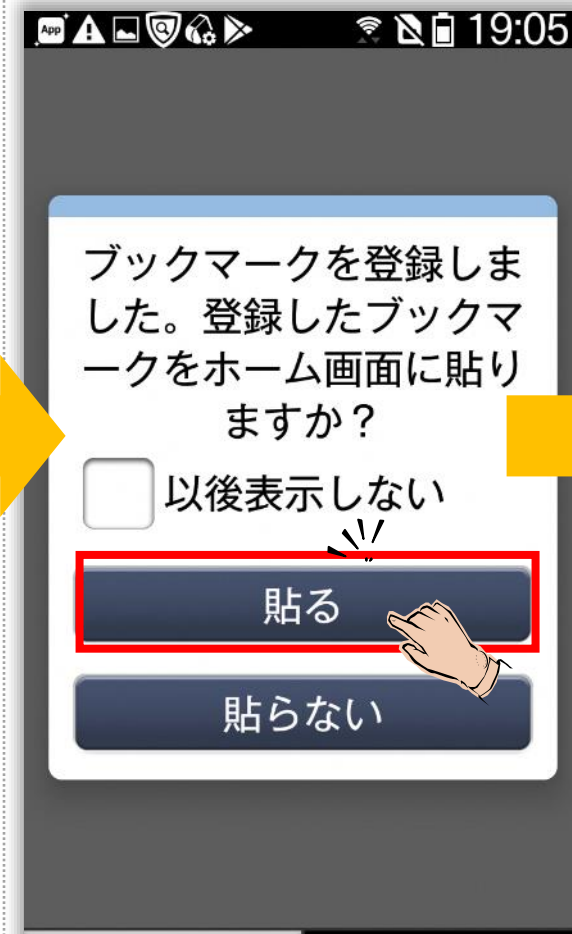 App 19:05
ブックマークを登録しま
した。登録したブックマ
ークをホーム画面に貼り
ますか？
以後表示しない
貼る
貼らない